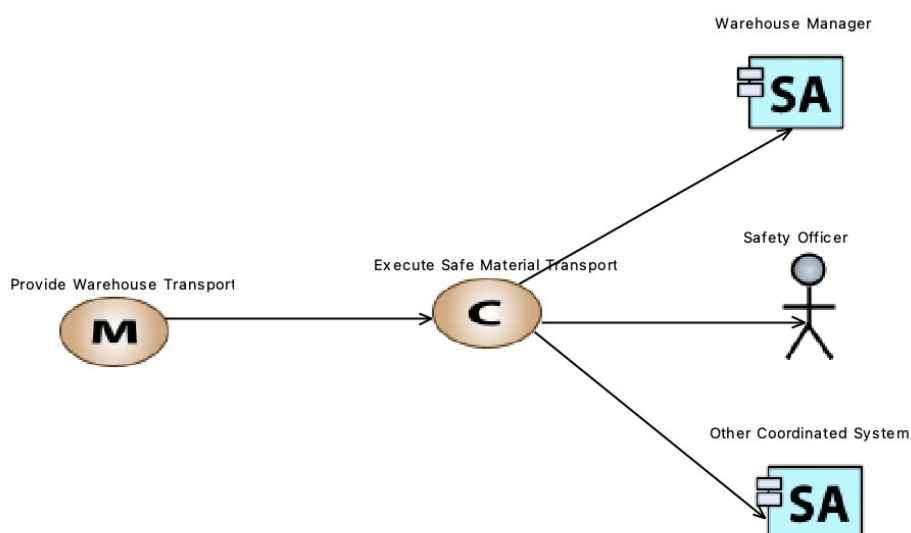 Warehouse Manager
SA
Safety Officer
Execute Safe Material Transport
Provide Warehouse Transport
C
M
Other Coordinated System
SA